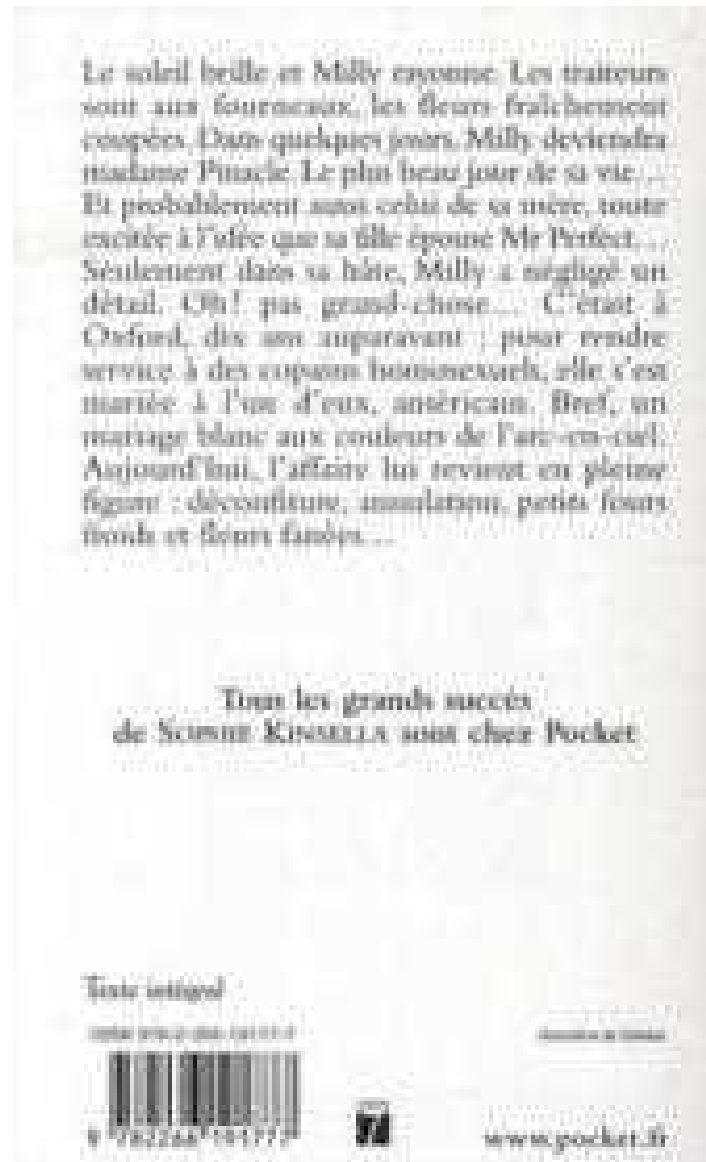 Le soleil brille et Milly rayonne. Les traiteurs
sont aux fourneaux, les fleurs fraîchement
coupées. Dans quelques jours, Milly deviendra
madame Pinacle. Le plus beau jour de sa vie…
Et probablement aussi celui de sa mère, toute
excitée à l'idée que sa fille épouse Mr Perfect…
Seulement dans sa hâte, Milly a négligé un
détail. Oh! pas grand-chose… C'était à
Oxford, dix ans auparavant : pour rendre
service à des copains homosexuels, elle s'est
mariée à l'un d'eux, américain. Bref, un
mariage blanc aux couleurs de l'arc-en-ciel.
Aujourd'hui, l'affaire lui revient en pleine
figure : déconfiture, annulation, petits fours
froids et fleurs fanées…
Tous les grands succès
de SOPHIE KINSELLA sont chez Pocket
Texte intégral
9 782266 191777
www.pocket.fr